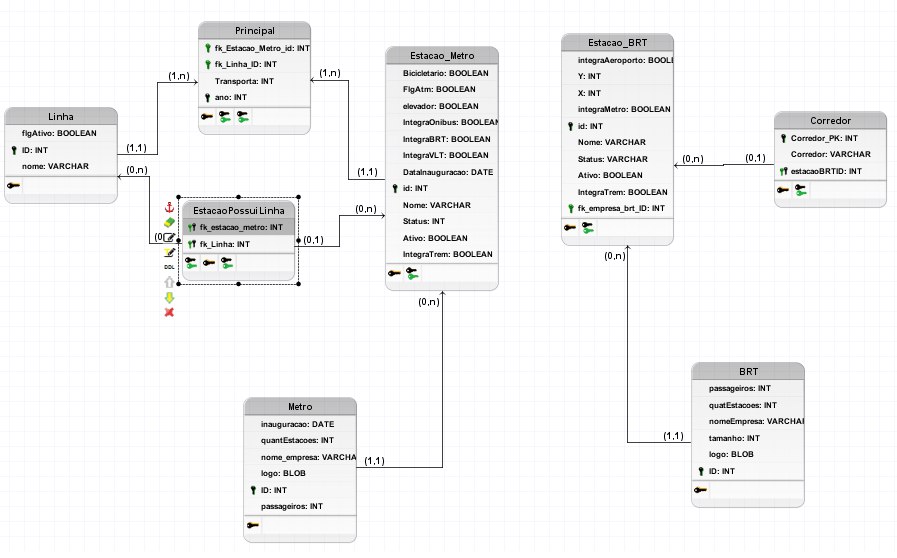 Principal
fk_Estacao_Metro_id: INT
fk_Linha_ID: INT
Transporta: INT
ano: INT
(1,n)
(1,n)
Linha
flgAtivo: BOOLEAN
ID: INT
nome: VARCHAR
(1,1)
(0,n)
EstacaoPossuiLinha
fk_estacao_metro: INT
fk_Linha: INT
(0
(0,1)
DDL
Estacao_Metro
Bicicletario: BOOLEAN
FlgAtm: BOOLEAN
elevador: BOOLEAN
IntegraOnibus: BOOLEAN
IntegraBRT: BOOLEAN
IntegraVLT: BOOLEAN
DataInauguracao: DATE
id: INT
Nome: VARCHAR
Status: INT
Ativo: BOOLEAN
IntegraTrem: BOOLEAN
(1,1)
(0,n)
(0,n)
Estacao_BRT
integraAeroporto: BOOL
Y: INT
X: INT
integraMetro: BOOLEAN
id: INT
Nome: VARCHAR
Status: VARCHAR
Ativo: BOOLEAN
IntegraTrem: BOOLEAN
fk_empresa_brt_ID: INT
(0,n)
(0,1)
(0,n)
Corredor
Corredor_PK: INT
Corredor: VARCHAR
estacaoBRTID: INT
Metro
inauguracao: DATE
quantEstacoes: INT
nome_empresa: VARCHA
logo: BLOB
ID: INT
passageiros: INT
(1,1)
BRT
passageiros: INT
quatEstacoes: INT
nomeEmpresa: VARCHA
tamanho: INT
logo: BLOB
ID: INT
(1,1)